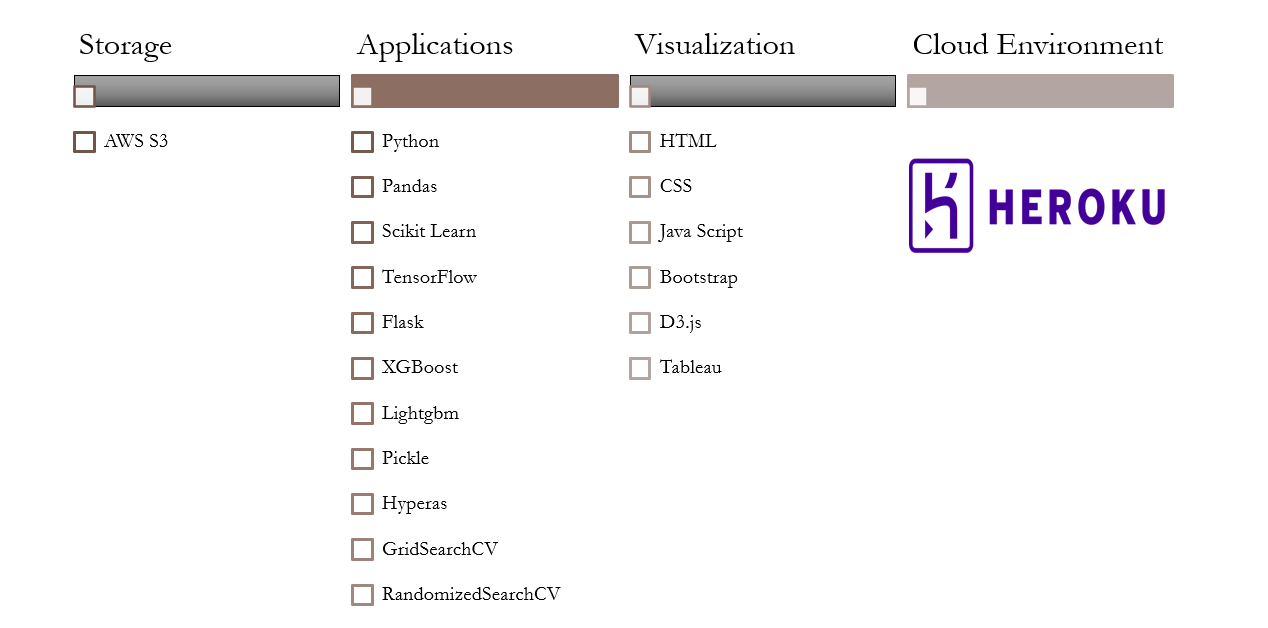 Storage
AWS S3
Applications
Python
Pandas
Scikit Learn
TensorFlow
Flask
XGBoost
Lightgbm
Pickle
Hyperas
GridSearchCV
RandomizedSearchCV
Visualization
HTML
CSS
Java Script
Bootstrap
D3.js
Tableau
Cloud Environment
HEROKU